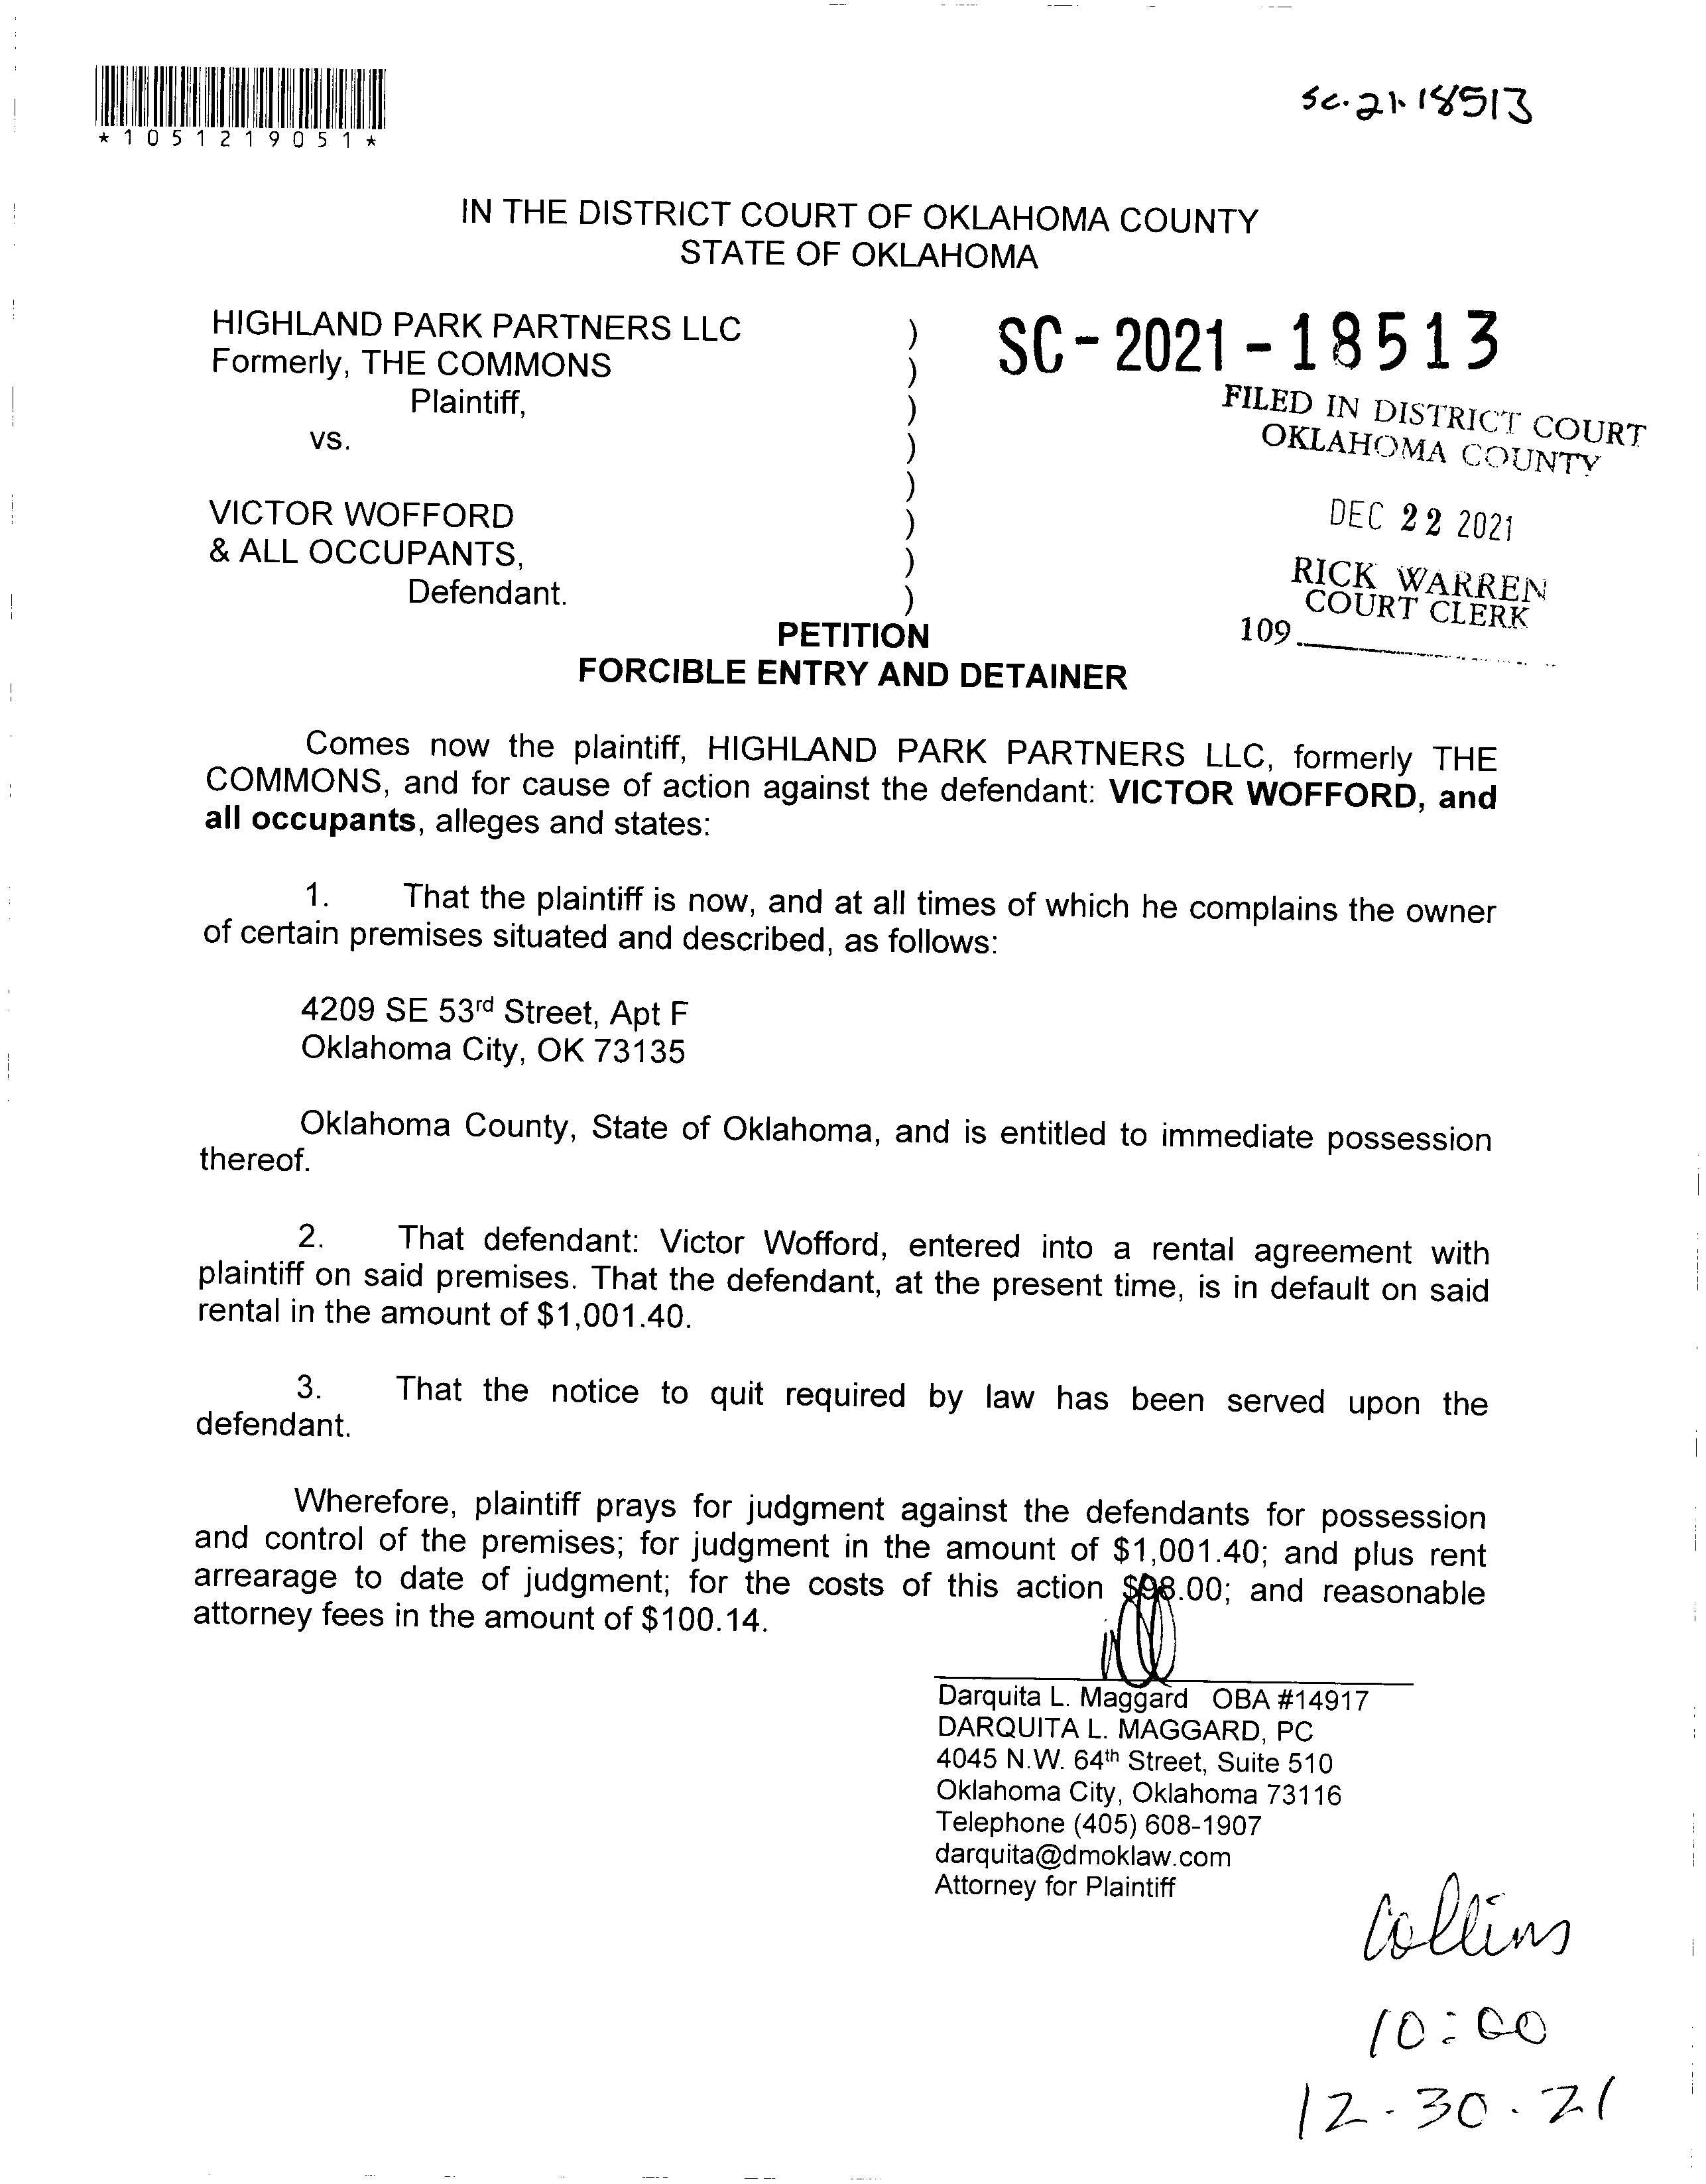 sc.21.18513
*1051219051*
IN THE DISTRICT COURT OF OKLAHOMA COUNTY
STATE OF OKLAHOMA
HIGHLAND PARK PARTNERS LLC )
Formerly, THE COMMONS )
Plaintiff, )
vs. )
)
VICTOR WOFFORD )
& ALL OCCUPANTS, )
Defendant. )
SC-2021-18513
FILED IN DISTRICT COURT
OKLAHOMA COUNTY
DEC 22 2021
RICK WARREN
COURT CLERK
109
PETITION
FORCIBLE ENTRY AND DETAINER
Comes now the plaintiff, HIGHLAND PARK PARTNERS LLC, formerly THE
COMMONS, and for cause of action against the defendant: VICTOR WOFFORD, and
all occupants, alleges and states:
1. That the plaintiff is now, and at all times of which he complains the owner
of certain premises situated and described, as follows:
4209 SE 53rd Street, Apt F
Oklahoma City, OK 73135
Oklahoma County, State of Oklahoma, and is entitled to immediate possession
thereof.
2. That defendant: Victor Wofford, entered into a rental agreement with
plaintiff on said premises. That the defendant, at the present time, is in default on said
rental in the amount of $1,001.40.
3. That the notice to quit required by law has been served upon the
defendant.
Wherefore, plaintiff prays for judgment against the defendants for possession
and control of the premises; for judgment in the amount of $1,001.40; and plus rent
arrearage to date of judgment; for the costs of this action $98.00; and reasonable
attorney fees in the amount of $100.14.
Darquita L. Maggard OBA #14917
DARQUITA L. MAGGARD, PC
4045 N.W. 64th Street, Suite 510
Oklahoma City, Oklahoma 73116
Telephone (405) 608-1907
darquita@dmoklaw.com
Attorney for Plaintiff
Collins
10:00
12-30-21